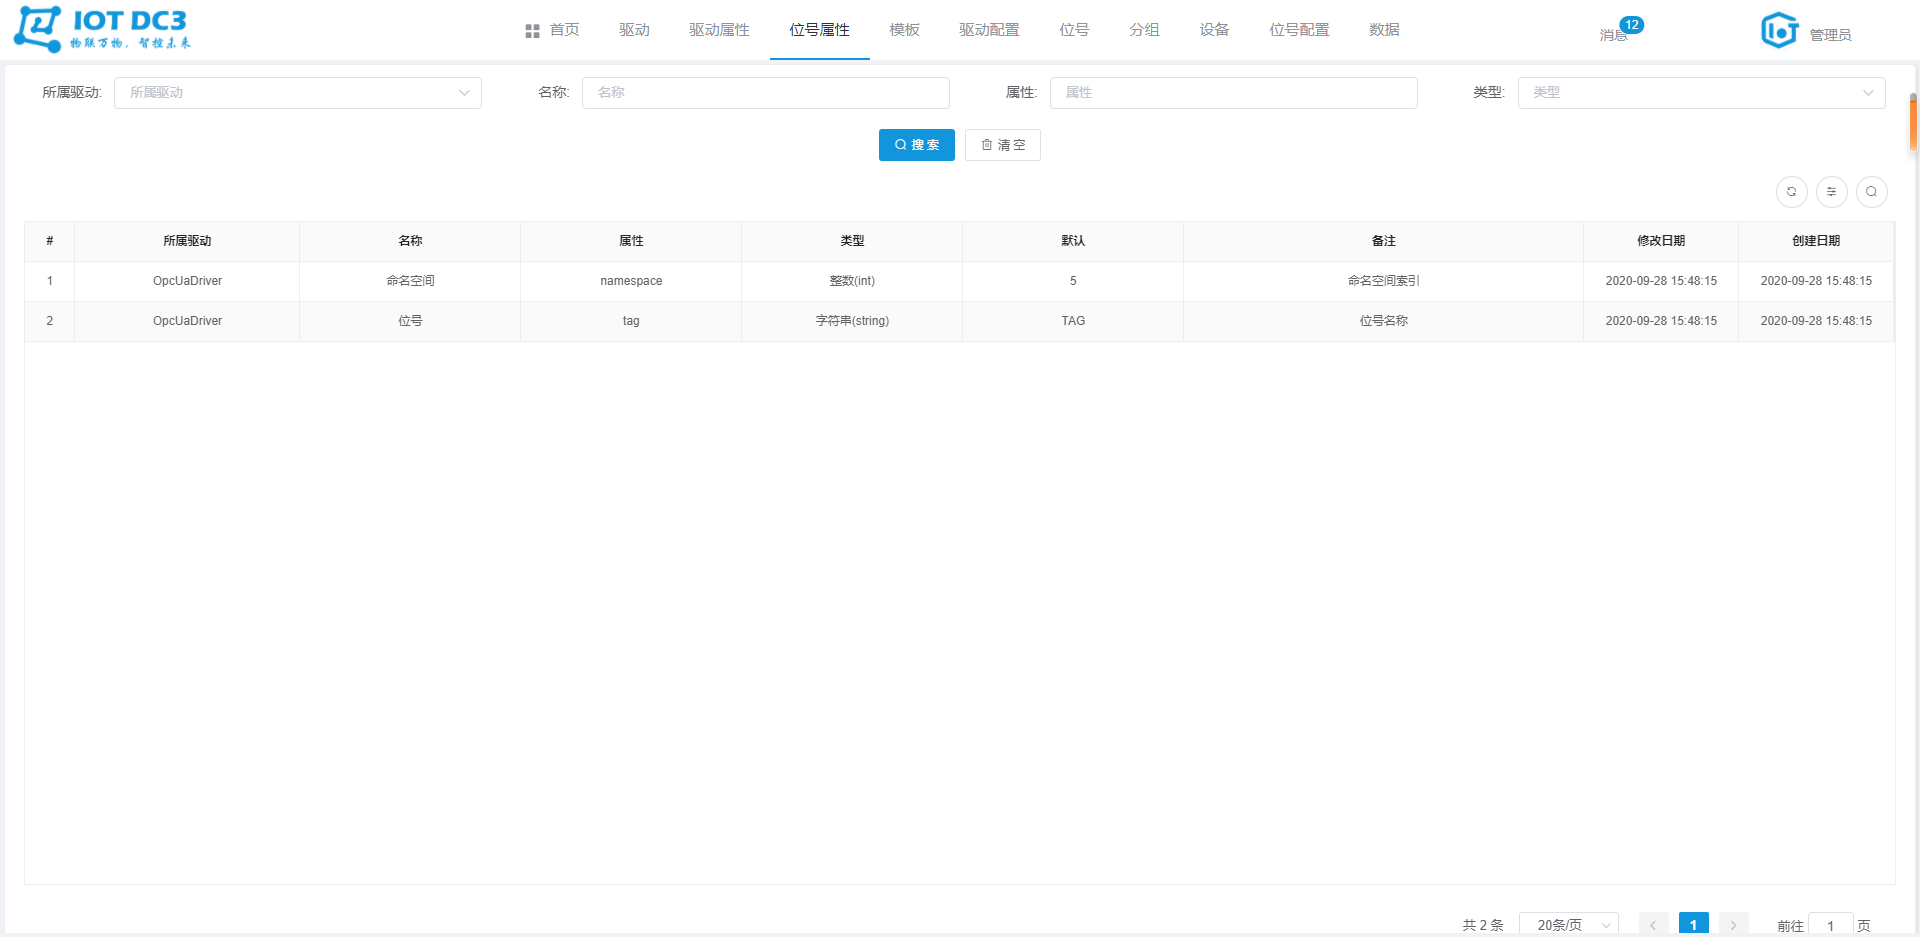 IOT DC3
物联万物，智控未来
首页 驱动 驱动属性 位号属性 模板 驱动配置 位号 分组 设备 位号配置 数据
消息 12
管理员
所属驱动: 所属驱动 名称: 名称 属性: 属性 类型: 类型
搜 索 清 空
# 所属驱动 名称 属性 类型 默认 备注 修改日期 创建日期
1 OpcUaDriver 命名空间 namespace 整数(int) 5 命名空间索引 2020-09-28 15:48:15 2020-09-28 15:48:15
2 OpcUaDriver 位号 tag 字符串(string) TAG 位号名称 2020-09-28 15:48:15 2020-09-28 15:48:15
共 2 条 20条/页 1 前往 1 页